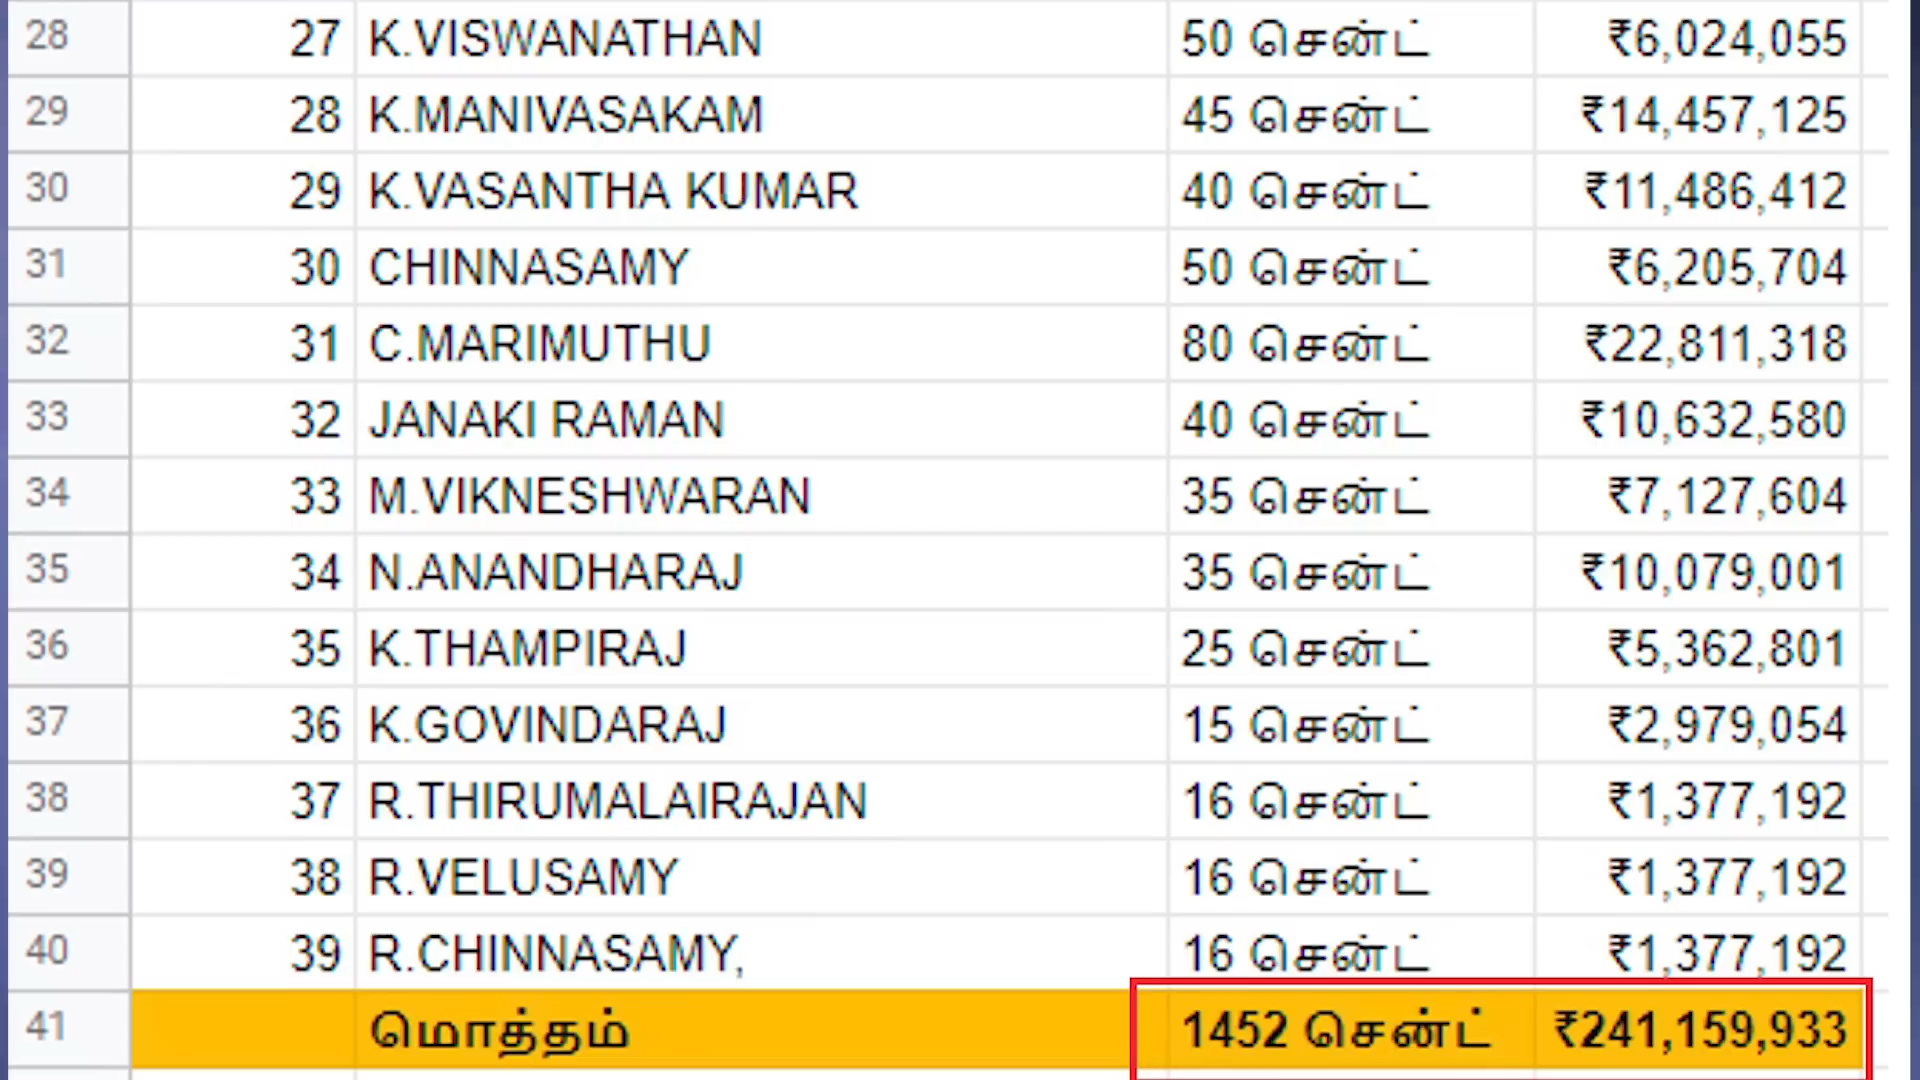 28 27 K.VISWANATHAN 50 சென்ட் ₹6,024,055
29 28 K.MANIVASAKAM 45 சென்ட் ₹14,457,125
30 29 K.VASANTHA KUMAR 40 சென்ட் ₹11,486,412
31 30 CHINNASAMY 50 சென்ட் ₹6,205,704
32 31 C.MARIMUTHU 80 சென்ட் ₹22,811,318
33 32 JANAKI RAMAN 40 சென்ட் ₹10,632,580
34 33 M.VIKNESHWARAN 35 சென்ட் ₹7,127,604
35 34 N.ANANDHARAJ 35 சென்ட் ₹10,079,001
36 35 K.THAMPIRAJ 25 சென்ட் ₹5,362,801
37 36 K.GOVINDARAJ 15 சென்ட் ₹2,979,054
38 37 R.THIRUMALAIRAJAN 16 சென்ட் ₹1,377,192
39 38 R.VELUSAMY 16 சென்ட் ₹1,377,192
40 39 R.CHINNASAMY, 16 சென்ட் ₹1,377,192
41 மொத்தம் 1452 சென்ட் ₹241,159,933